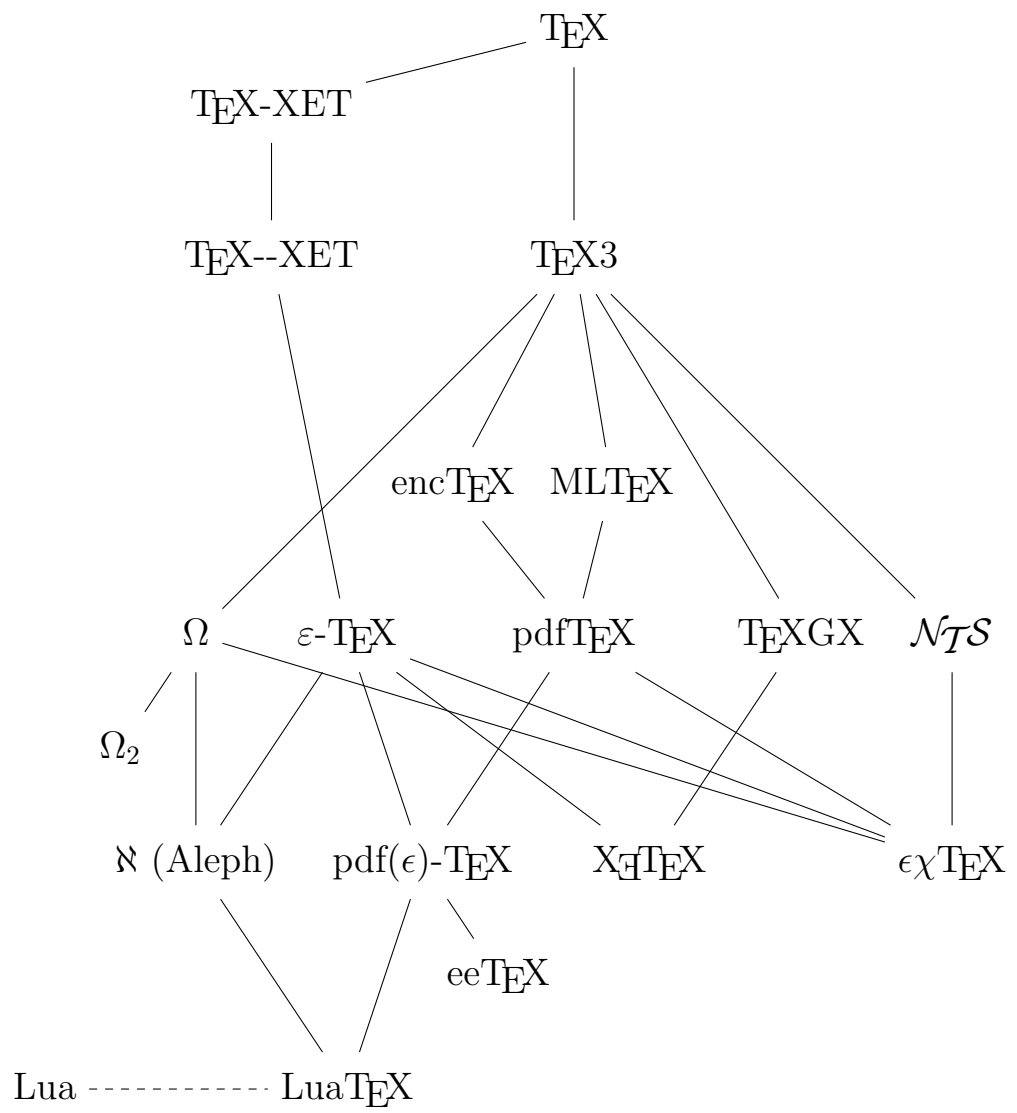 TEX
TEX-XET
TEX--XET TEX3
encTEX MLTEX
Ω ε-TEX pdfTEX TEXGX 𝒩𝒯𝒮
Ω₂
ℵ (Aleph) pdf(ϵ)-TEX XƎTEX ϵχTEX
eeTEX
Lua LuaTEX